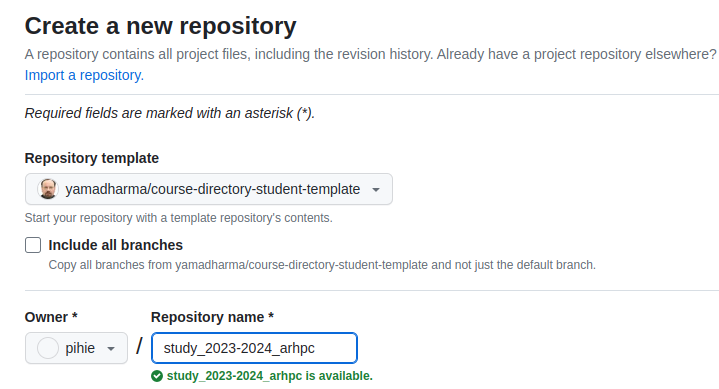 Create a new repository
A repository contains all project files, including the revision history. Already have a project repository elsewhere?
Import a repository.
Required fields are marked with an asterisk (*).
Repository template
yamadharma/course-directory-student-template
Start your repository with a template repository's contents.
Include all branches
Copy all branches from yamadharma/course-directory-student-template and not just the default branch.
Owner * Repository name *
pihie / study_2023-2024_arhpc
study_2023-2024_arhpc is available.